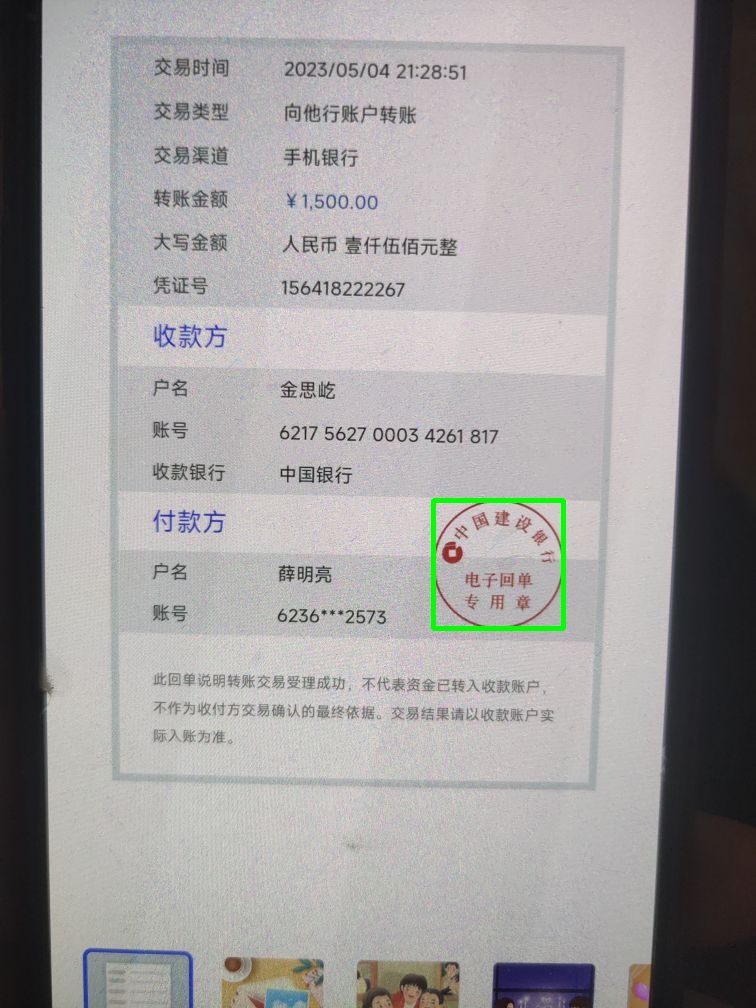 交易时间 2023/05/04 21:28:51
交易类型 向他行账户转账
交易渠道 手机银行
转账金额 ￥1,500.00
大写金额 人民币 壹仟伍佰元整
凭证号 156418222267
收款方
户名 金思屹
账号 6217 5627 0003 4261 817
收款银行 中国银行
付款方
户名 薛明亮
账号 6236***2573
中国建设银行
电子回单
专用章
此回单说明转账交易受理成功，不代表资金已转入收款账户，
不作为收付方交易确认的最终依据。交易结果请以收款账户实
际入账为准。